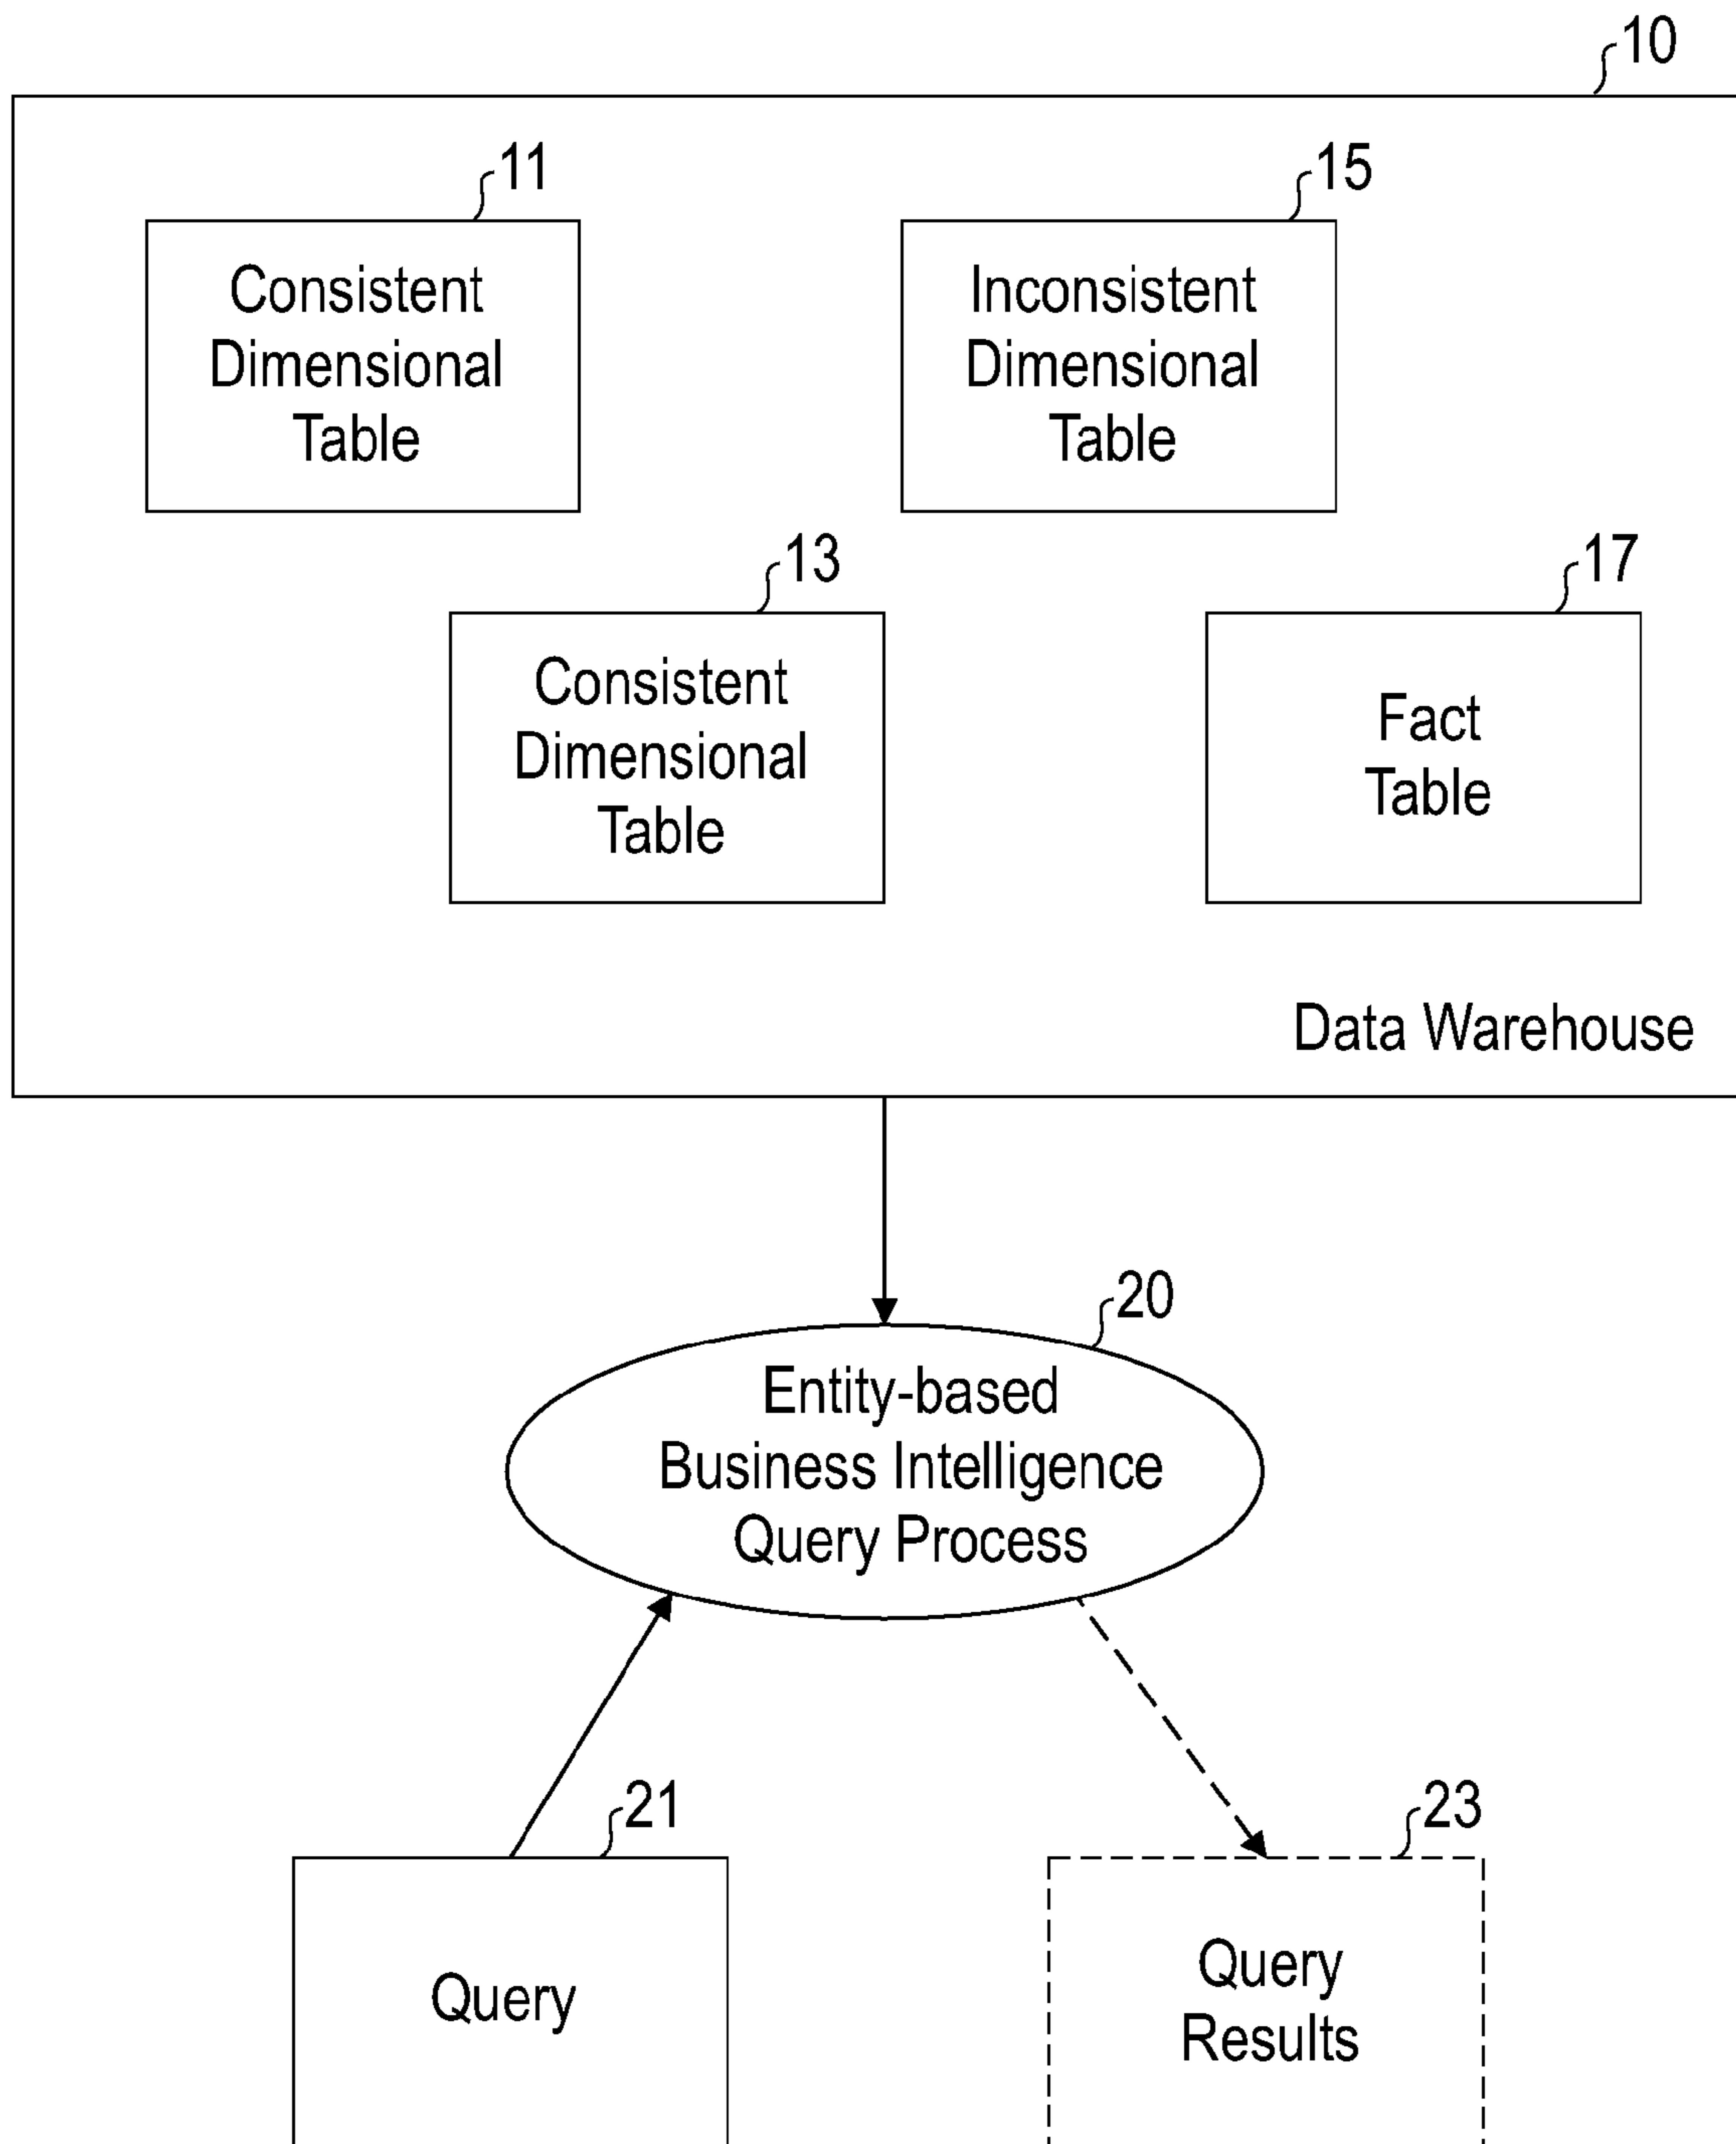 10
11
Consistent
Dimensional
Table
15
Inconsistent
Dimensional
Table
13
Consistent
Dimensional
Table
17
Fact
Table
Data Warehouse
20
Entity-based
Business Intelligence
Query Process
21
Query
23
Query
Results